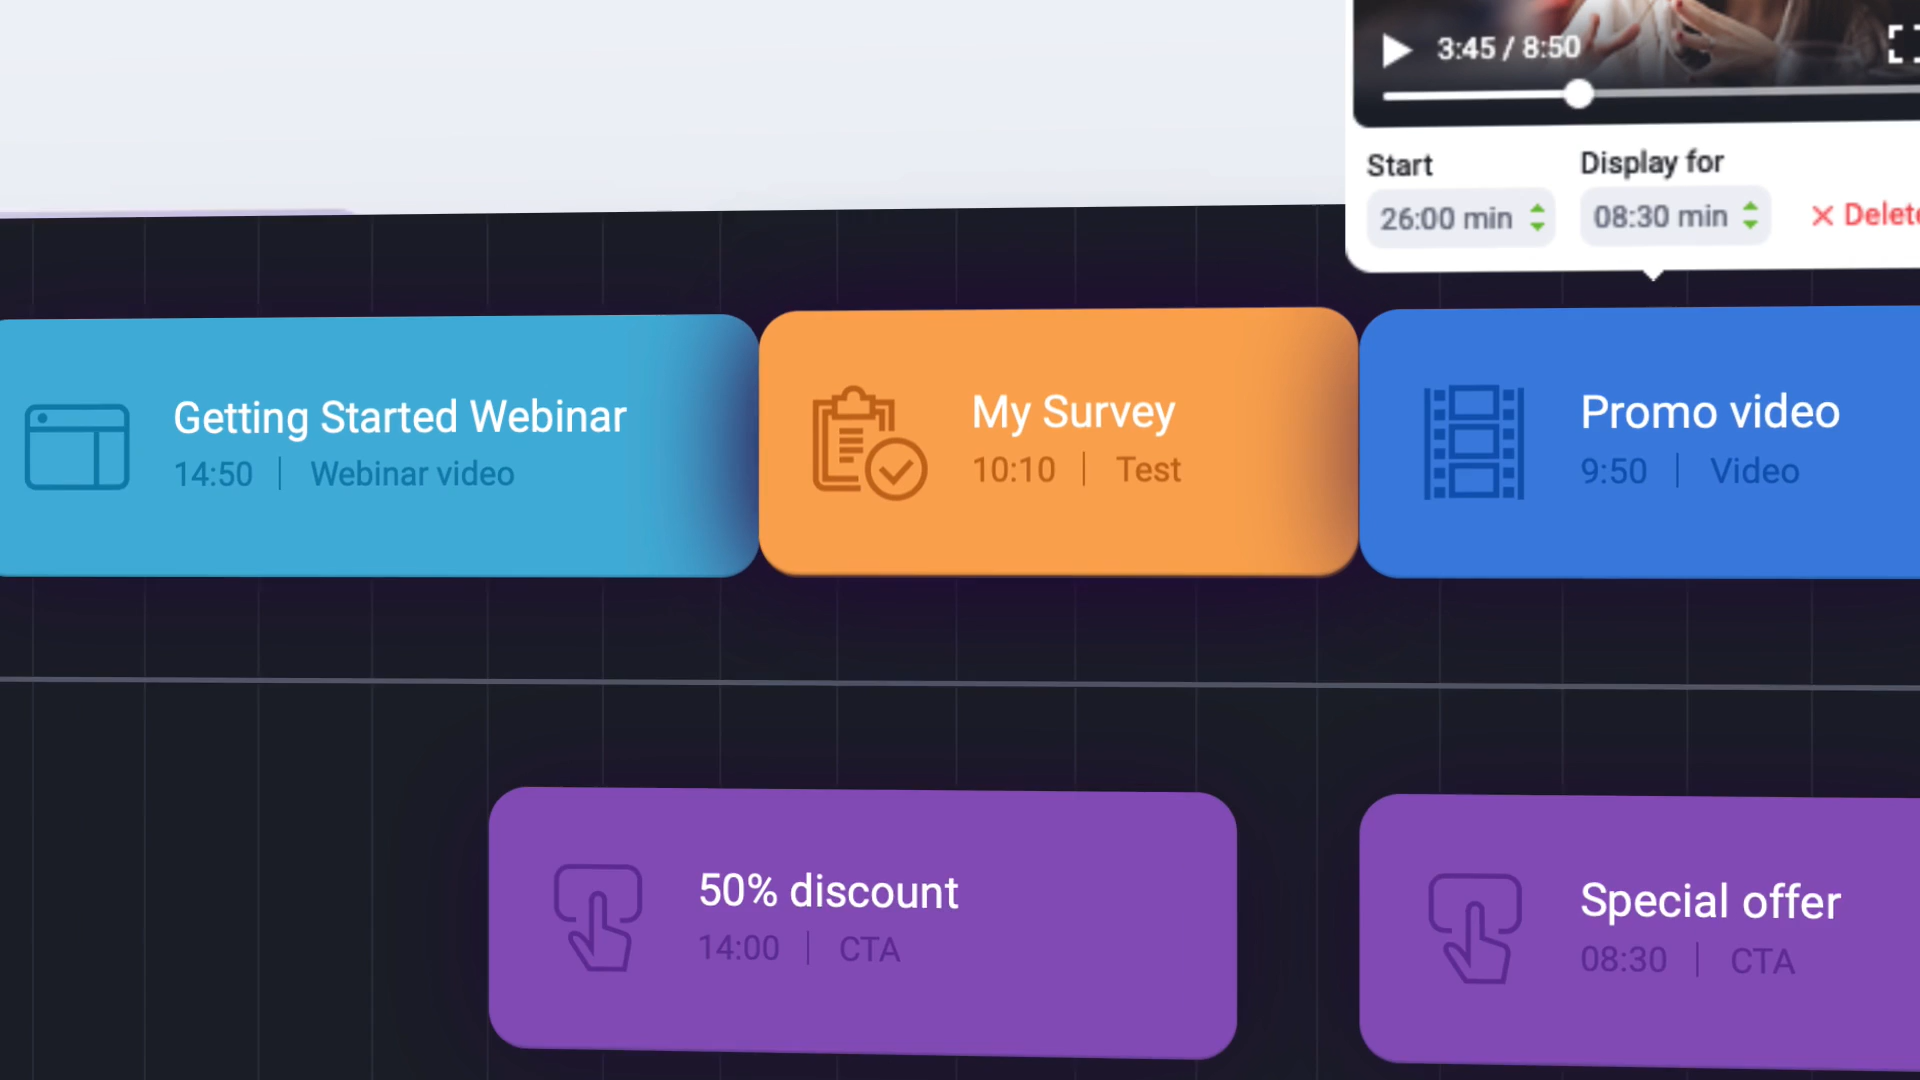 3:45 / 8:50
Start
Display for
26:00 min
08:30 min
Delete
Getting Started Webinar
14:50 | Webinar video
My Survey
10:10 | Test
Promo video
9:50 | Video
50% discount
14:00 | CTA
Special offer
08:30 | CTA